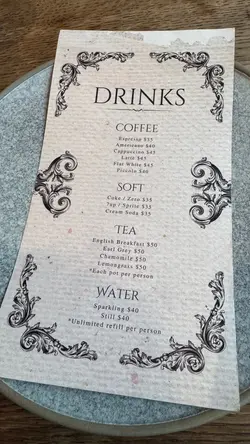 DRINKS
COFFEE
Espresso $35
Americano $40
Cappuccino $45
Latte $45
Flat White $45
Piccolo $40
SOFT
Coke / Zero $35
7up / Sprite $35
Cream Soda $35
TEA
English Breakfast $50
Earl Grey $50
Chamomile $50
Lemongrass $50
*Each pot per person
WATER
Sparkling $40
Still $40
*Unlimited refill per person